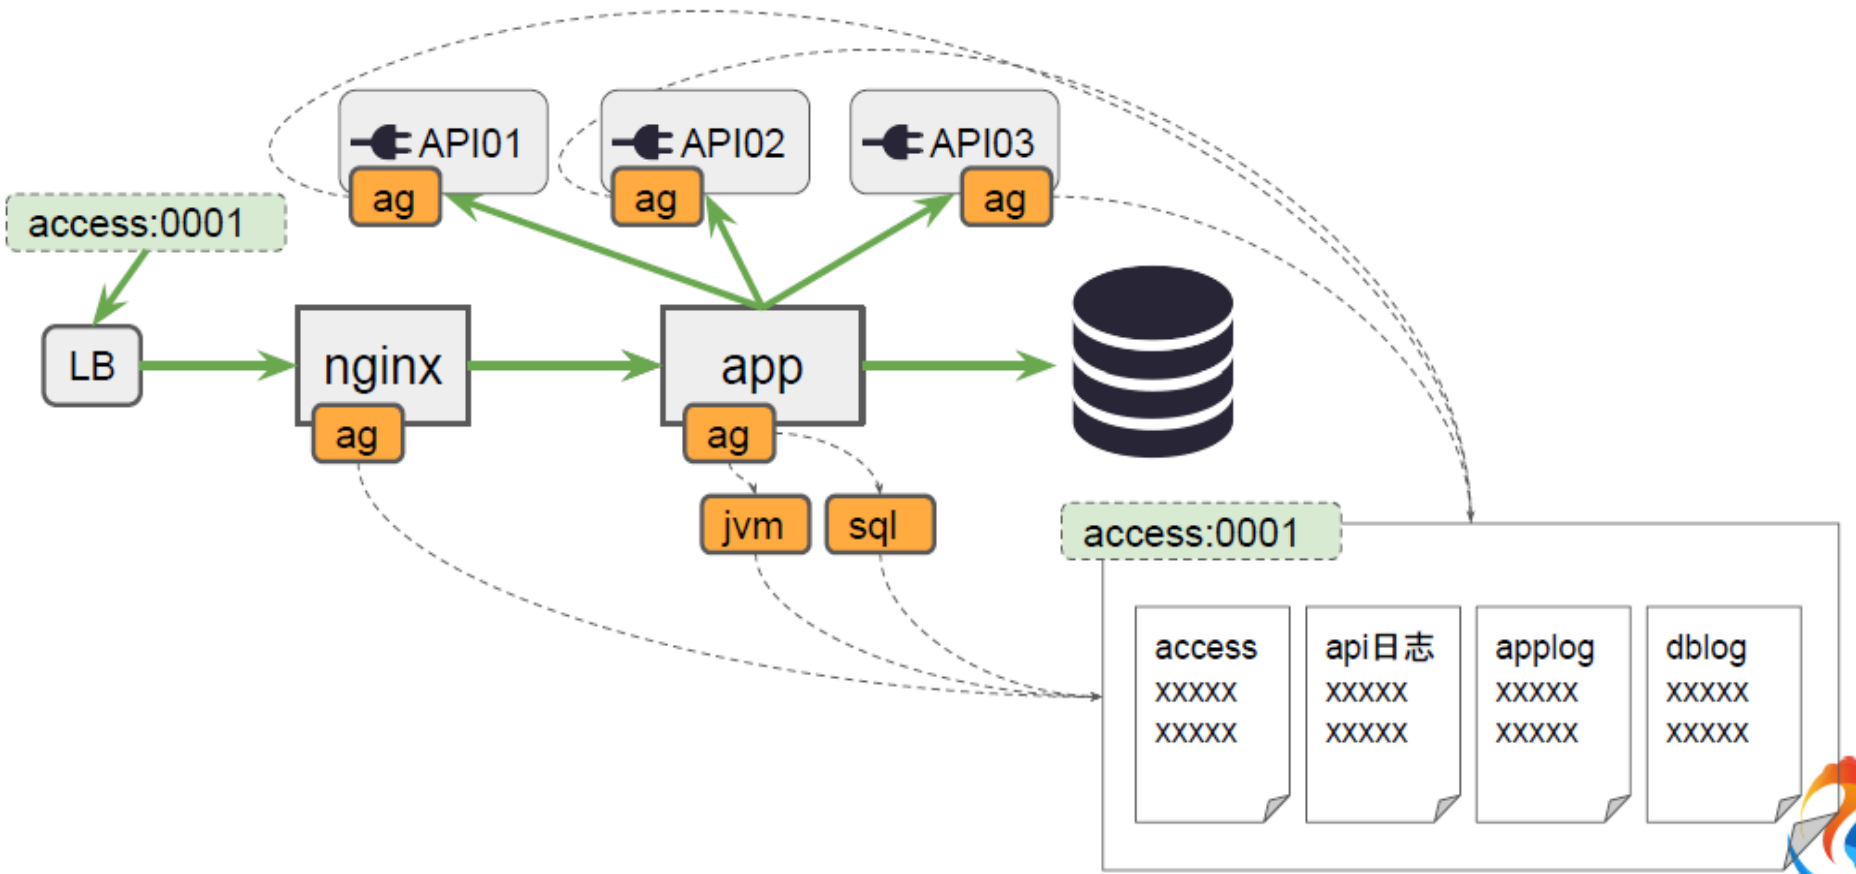 API01
API02
API03
ag
ag
ag
access:0001
LB
nginx
app
ag
ag
jvm
sql
access:0001
access
xxxxx
xxxxx
api日志
xxxxx
xxxxx
applog
xxxxx
xxxxx
dblog
xxxxx
xxxxx